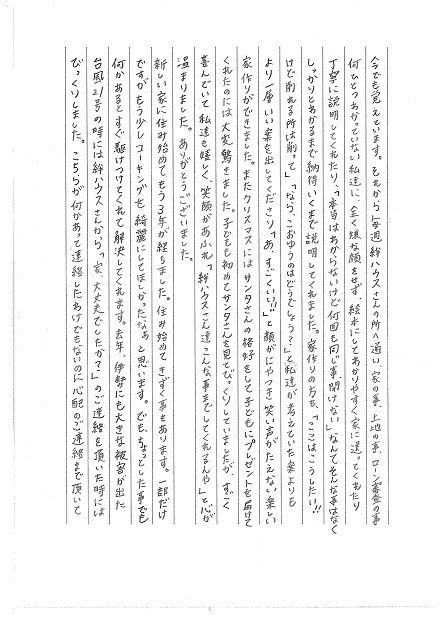 今でも覚えています。それから、毎週絆ハウスさんの所へ通い、家の事、土地の事、ローン審査の事
何ひとつわかっていない私達に、全く嫌な顔をせず、絵本にしてわかりやすく家に送ってくれたり
丁寧に説明してくれたり、「本当はわからないけど何回も同じ事、聞けない」なんてそんな事はなく
しっかりとわかるまで納得いくまで説明してくれました。家作りの方も、「ここはこうしたい!!
けど削れる所は削って」「なら、こおゆうのはどうでしょう?」と私達が考えていた案よりも
より一層いい案を出してくださり「あ、すごくいい!!」と顔がにやつき笑い声がたえない楽しい
家作りができました。またクリスマスにはサンタさんの格好をして子どもにプレゼントを届けて
くれたのには大変驚きました。子どもも初めてサンタさんを見てびっくりしていましたが、すごく
喜んでいて私達も嬉しく、笑顔があふれ「絆ハウスさん達こんな事までしてくれるんや」と心が
温まりました。ありがとうございました。
新しい家に住み始めてもう3年が経ちました。住み始めてきずく事もあります。一部だけ
ですがもう少しコーキングを綺麗にしてほしかったなぁと思います。でも、ちょっとした事でも
何かあるとすぐ駆けつけてくれて解決してくれます。去年、伊勢にも大きな被害が出た
台風21号の時には絆ハウスさんから「家、大丈夫でしたか?」のご連絡を頂いた時には
びっくりしました。こちらが何かあって連絡したわけでもないのに心配のご連絡まで頂いて